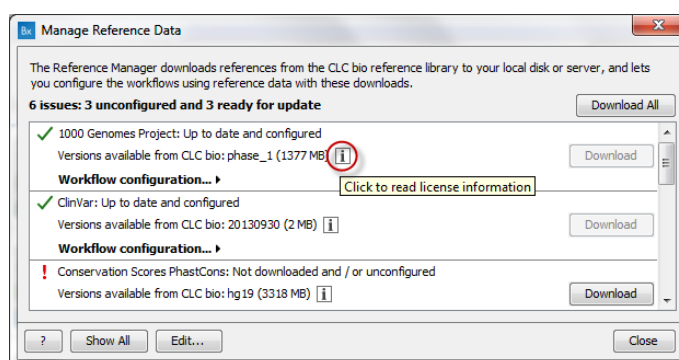 Bx Manage Reference Data
The Reference Manager downloads references from the CLC bio reference library to your local disk or server, and lets
you configure the workflows using reference data with these downloads.
6 issues: 3 unconfigured and 3 ready for update
Download All
1000 Genomes Project: Up to date and configured
Versions available from CLC bio: phase_1 (1377 MB) i
Download
Workflow configuration...
Click to read license information
ClinVar: Up to date and configured
Versions available from CLC bio: 20130930 (2 MB) i
Download
Workflow configuration...
! Conservation Scores PhastCons: Not downloaded and / or unconfigured
Versions available from CLC bio: hg19 (3318 MB) i
Download
? Show All Edit... Close